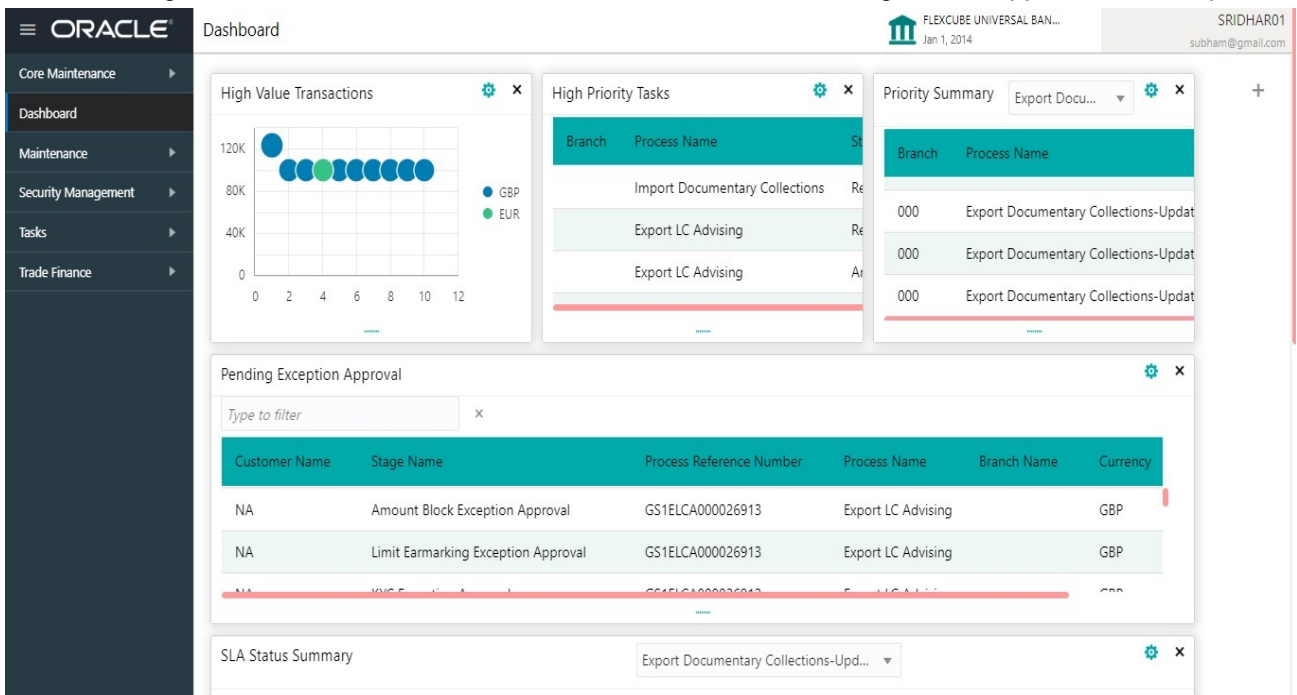 ORACLE
Dashboard
FLEXCUBE UNIVERSAL BAN...
Jan 1, 2014
SRIDHAR01
subham@gmail.com
Core Maintenance
Dashboard
Maintenance
Security Management
Tasks
Trade Finance
High Value Transactions
120K
80K
40K
0
0 2 4 6 8 10 12
GBP
EUR
High Priority Tasks
Branch Process Name St
Import Documentary Collections Re
Export LC Advising Re
Export LC Advising Ar
Priority Summary Export Docu...
Branch Process Name
000 Export Documentary Collections-Updat
000 Export Documentary Collections-Updat
000 Export Documentary Collections-Updat
Pending Exception Approval
Type to filter
Customer Name Stage Name Process Reference Number Process Name Branch Name Currency
NA Amount Block Exception Approval GS1ELCA000026913 Export LC Advising GBP
NA Limit Earmarking Exception Approval GS1ELCA000026913 Export LC Advising GBP
SLA Status Summary Export Documentary Collections-Upd...